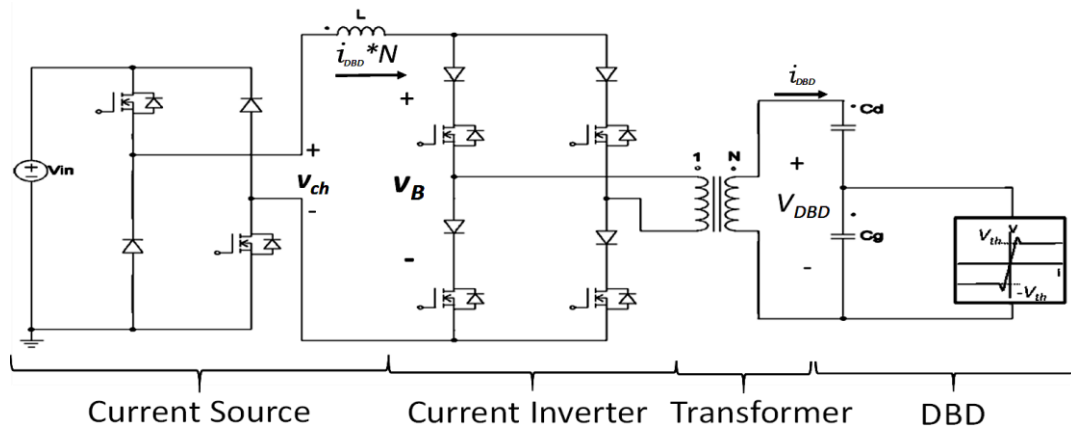 L
i_DBD*N
Vin
+
v_ch
-
+
v_B
-
1 N
i_DBD
+
V_DBD
-
Cd
Cg
V_th
V
I
-V_th
Current Source
Current Inverter
Transformer
DBD